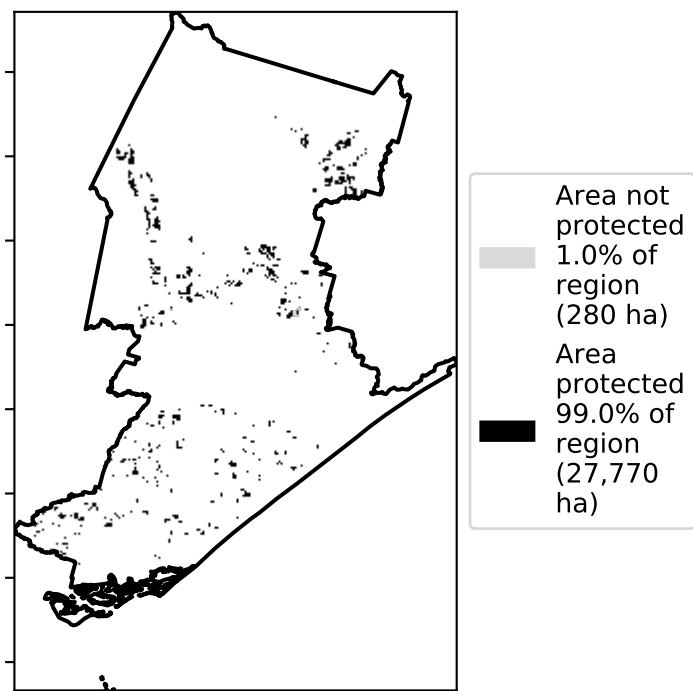 Area not
protected
1.0% of
region
(280 ha)
Area
protected
99.0% of
region
(27,770
ha)